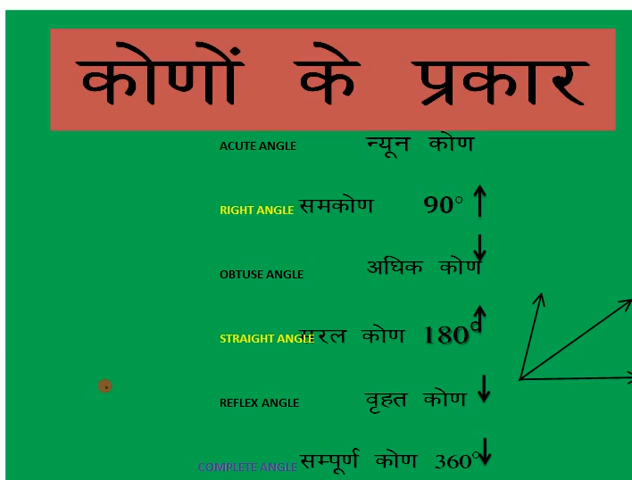 कोणों के प्रकार
ACUTE ANGLE न्यून कोण
RIGHT ANGLE समकोण 90°
OBTUSE ANGLE अघिक कोण
STRAIGHT ANGLE सरल कोण 180°
REFLEX ANGLE वृहत कोण
COMPLETE ANGLE सम्पूर्ण कोण 360°